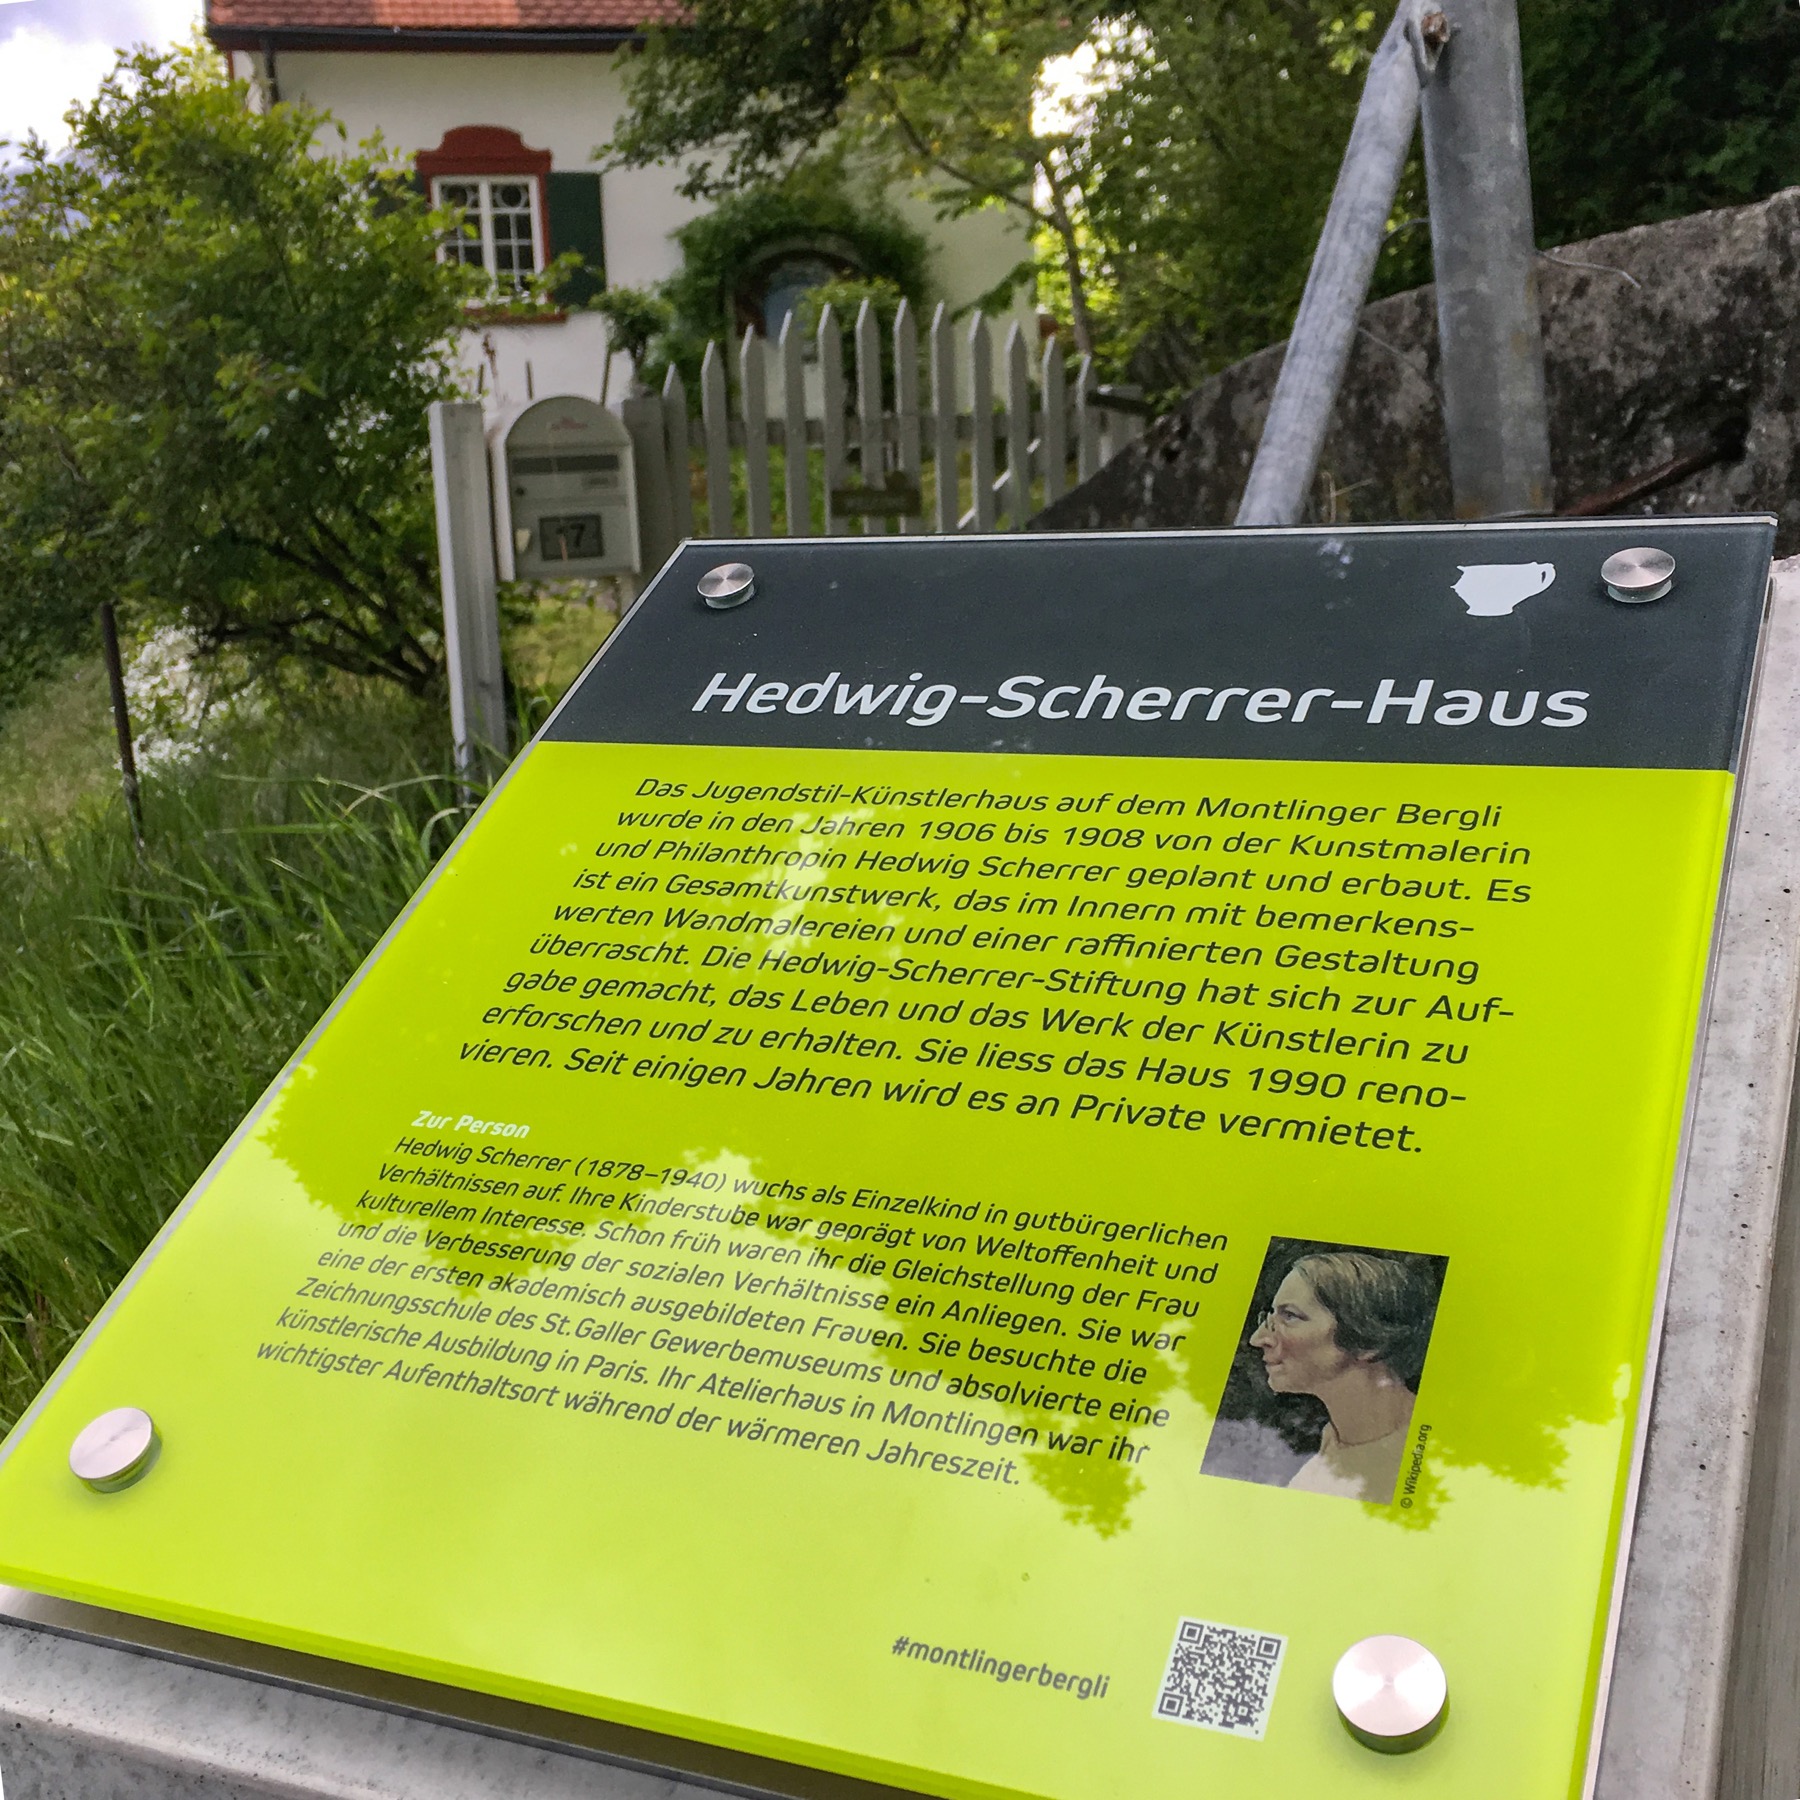 7
Hedwig-Scherrer-Haus
Das Jugendstil-Künstlerhaus auf dem Montlinger Bergli
wurde in den Jahren 1906 bis 1908 von der Kunstmalerin
und Philanthropin Hedwig Scherrer geplant und erbaut. Es
ist ein Gesamtkunstwerk, das im Innern mit bemerkens-
werten Wandmalereien und einer raffinierten Gestaltung
überrascht. Die Hedwig-Scherrer-Stiftung hat sich zur Auf-
gabe gemacht, das Leben und das Werk der Künstlerin zu
erforschen und zu erhalten. Sie liess das Haus 1990 reno-
vieren. Seit einigen Jahren wird es an Private vermietet.
Zur Person
Hedwig Scherrer (1878–1940) wuchs als Einzelkind in gutbürgerlichen
Verhältnissen auf. Ihre Kinderstube war geprägt von Weltoffenheit und
kulturellem Interesse. Schon früh waren ihr die Gleichstellung der Frau
und die Verbesserung der sozialen Verhältnisse ein Anliegen. Sie war
eine der ersten akademisch ausgebildeten Frauen. Sie besuchte die
Zeichnungsschule des St.Galler Gewerbemuseums und absolvierte eine
künstlerische Ausbildung in Paris. Ihr Atelierhaus in Montlingen war ihr
wichtigster Aufenthaltsort während der wärmeren Jahreszeit.
© Wikipedia.org
#montlingerbergli